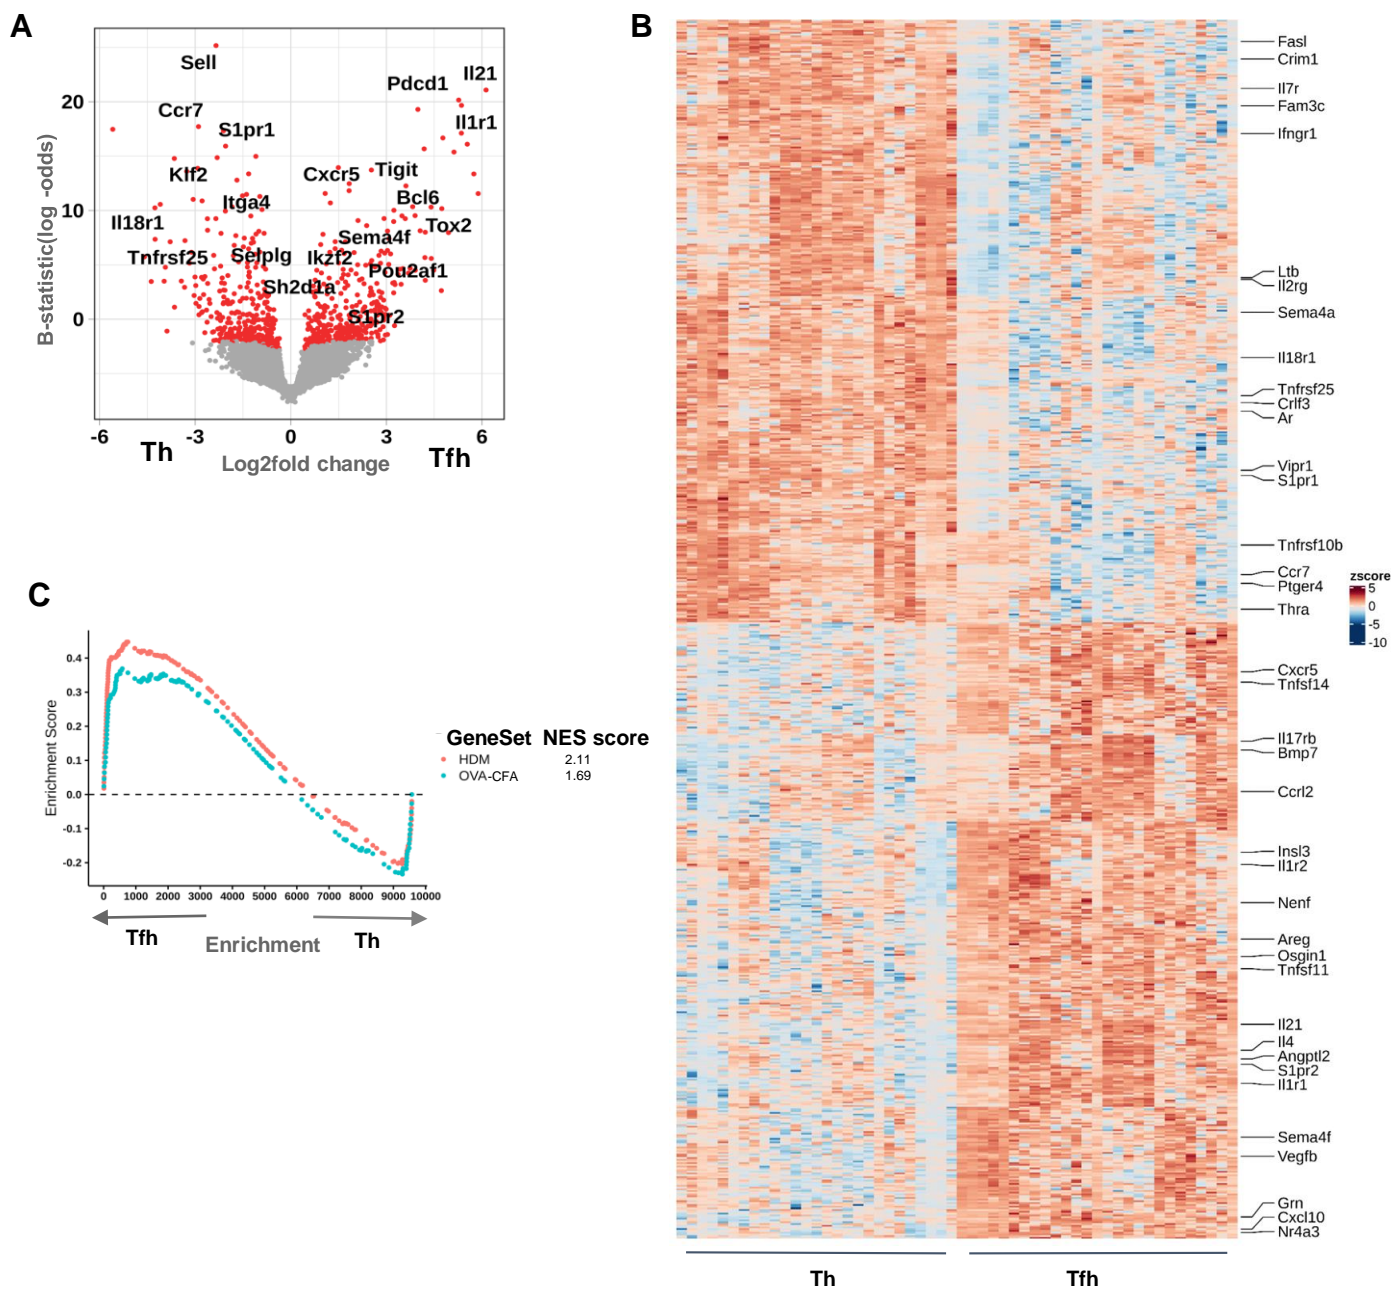 A
B-statistic(log -odds)
20
10
0
Sell
Ccr7
S1pr1
Klf2
Itga4
Il18r1
Tnfrsf25
Selplg
Sh2d1a
Il21
Pdcd1
Il1r1
Cxcr5
Tigit
Bcl6
Tox2
Sema4f
Ikzf2
Pou2af1
S1pr2
-6
-3
0
3
6
Th
Log2fold change
Tfh
B
Fasl
Crim1
Il7r
Fam3c
Ifngr1
Ltb
Il2rg
Sema4a
Il18r1
Tnfrsf25
Crlf3
Ar
Vipr1
S1pr1
Tnfrsf10b
Ccr7
Ptger4
Thra
Cxcr5
Tnfsf14
Il17rb
Bmp7
Ccrl2
Insl3
Il1r2
Nenf
Areg
Osgin1
Tnfsf11
Il21
Il4
Angptl2
S1pr2
Il1r1
Sema4f
Vegfb
Grn
Cxcl10
Nr4a3
zscore
5
0
-5
-10
Th
Tfh
C
Enrichment Score
0.4
0.3
0.2
0.1
0.0
-0.1
-0.2
0 1000 2000 3000 4000 5000 6000 7000 8000 9000 10000
Tfh
Enrichment
Th
GeneSet NES score
HDM 2.11
OVA-CFA 1.69